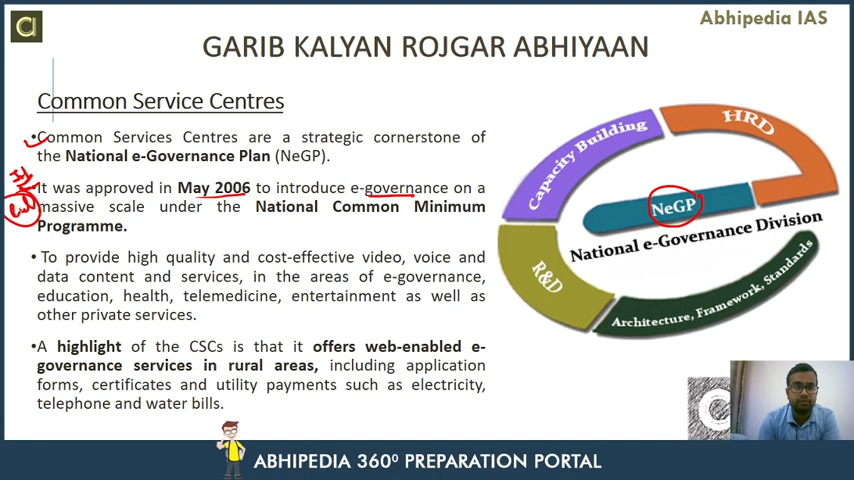 Abhipedia IAS
GARIB KALYAN ROJGAR ABHIYAAN
Common Service Centres
•Common Services Centres are a strategic cornerstone of
the National e-Governance Plan (NeGP).
It was approved in May 2006 to introduce e-governance on a
massive scale under the National Common Minimum
Programme.
• To provide high quality and cost-effective video, voice and
data content and services, in the areas of e-governance,
education, health, telemedicine, entertainment as well as
other private services.
•A highlight of the CSCs is that it offers web-enabled e-
governance services in rural areas, including application
forms, certificates and utility payments such as electricity,
telephone and water bills.
Capacity Building
HRD
NeGP
National e-Governance Division
R&D
Architecture, Framework, Standards
ABHIPEDIA 360⁰ PREPARATION PORTAL